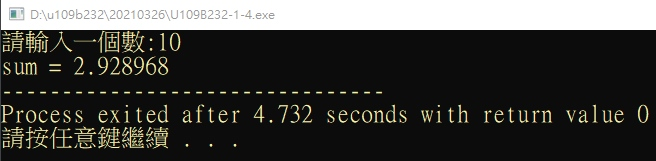 D:\u109b232\20210326\U109B232-1-4.exe
請輸入一個數:10
sum = 2.928968
--------------------------------
Process exited after 4.732 seconds with return value 0
請按任意鍵繼續 . . .